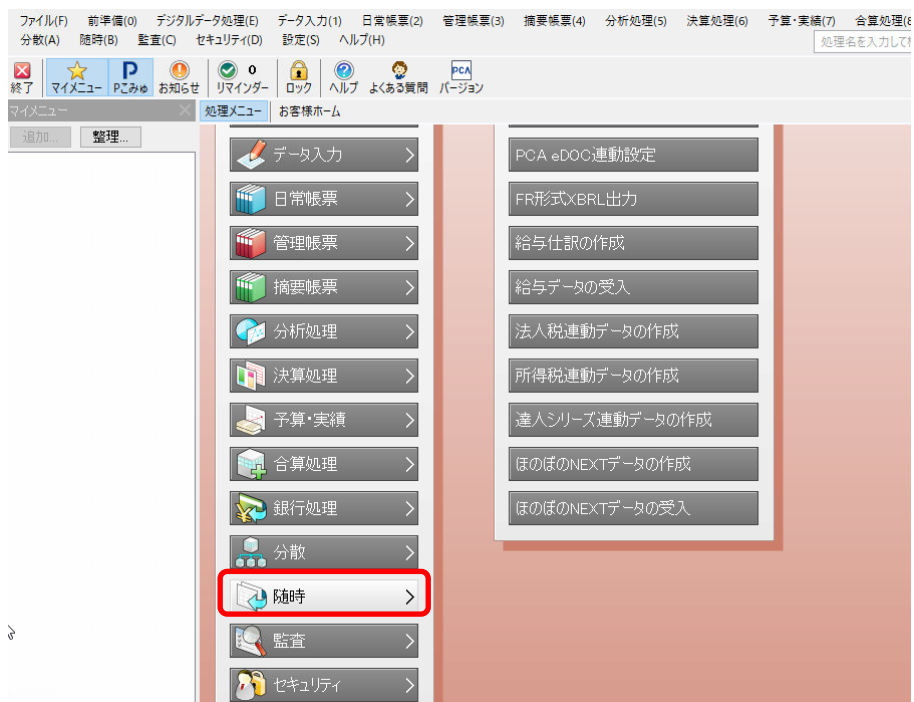 ファイル(F) 前準備(0) デジタルデータ処理(E) データ入力(1) 日常帳票(2) 管理帳票(3) 摘要帳票(4) 分析処理(5) 決算処理(6) 予算・実績(7) 合算処理(8
分散(A) 随時(B) 監査(C) セキュリティ(D) 設定(S) ヘルプ(H)
処理名を入力して
0
PCA
終了 マイメニュー Pこみゅ お知らせ リマインダー ロック ヘルプ よくある質問 バージョン
マイメニュー
処理メニュー お客様ホーム
追加... 整理...
データ入力
日常帳票
管理帳票
摘要帳票
分析処理
決算処理
予算・実績
合算処理
銀行処理
分散
随時
監査
セキュリティ
PCA eDOC連動設定
FR形式XBRL出力
給与仕訳の作成
給与データの受入
法人税連動データの作成
所得税連動データの作成
達人シリーズ連動データの作成
ほのぼのNEXTデータの作成
ほのぼのNEXTデータの受入